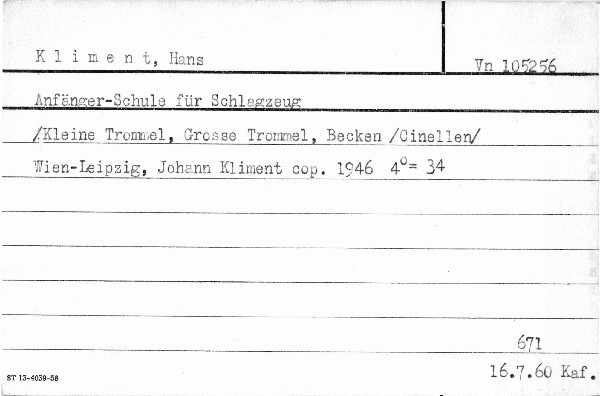 K l i m e n t, Hans
Vn 105256
Anfänger-Schule für Schlagzeug
/Kleine Trommel, Grosse Trommel, Becken /Cinellen/
Wien-Leipzig, Johann Kliment cop. 1946 4°= 34
671
16.7.60 Kaf.
ST 13-4039-58